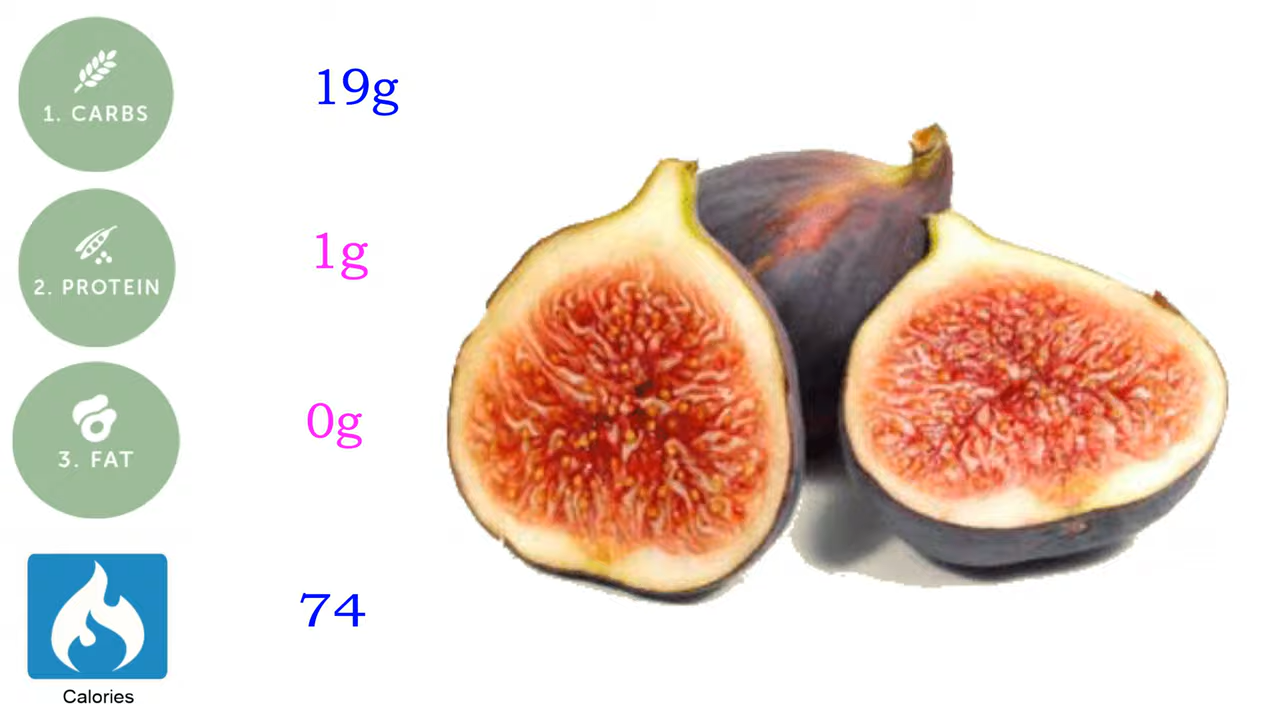 1. CARBS
19g
2. PROTEIN
1g
3. FAT
0g
74
Calories